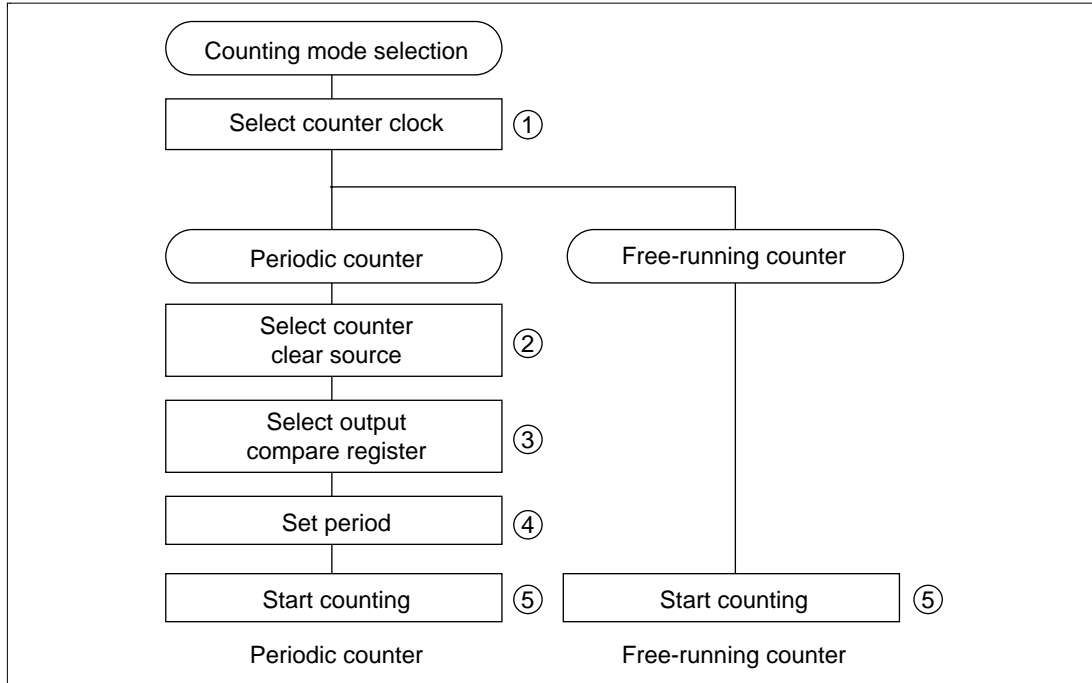 Counting mode selection
Select counter clock
①
Periodic counter
Free-running counter
Select counter
clear source
②
Select output
compare register
③
Set period
④
Start counting
⑤
Start counting
⑤
Periodic counter
Free-running counter